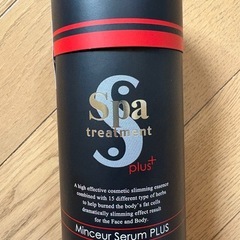 Spa
treatment
S
plus+
A high effective cosmetic slimming essence
combined with 15 different type of herbs
to help burned the body's fat cells
dramatically slimming effect result
for the Face and Body.
Minceur Serum PLUS